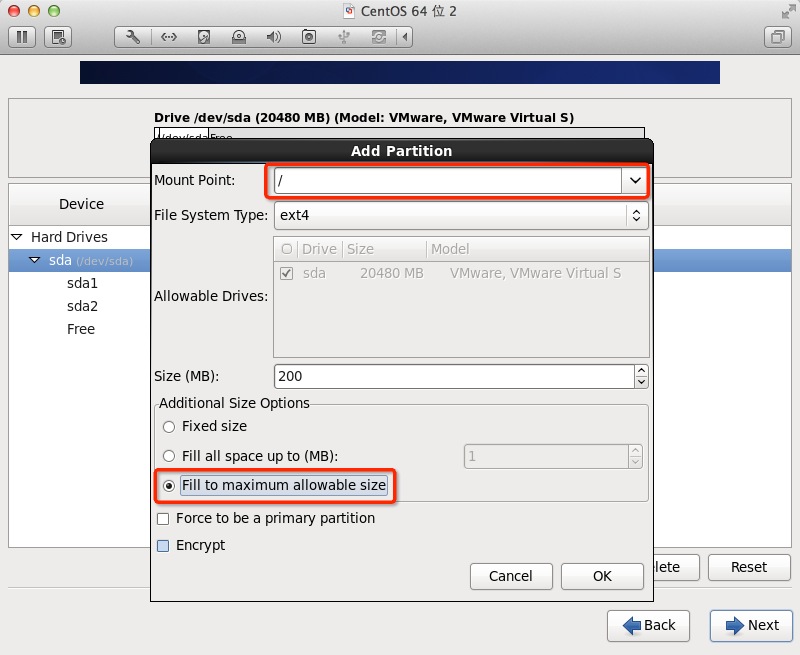 CentOS 64 位 2
Drive /dev/sda (20480 MB) (Model: VMware, VMware Virtual S)
/dev/sda Free
Add Partition
Mount Point: /
File System Type: ext4
Drive Size Model
sda 20480 MB VMware, VMware Virtual S
Allowable Drives:
Size (MB): 200
Additional Size Options
Fixed size
Fill all space up to (MB): 1
Fill to maximum allowable size
Force to be a primary partition
Encrypt
Cancel OK
Device
Hard Drives
sda (/dev/sda)
sda1
sda2
Free
lete Reset
Back Next